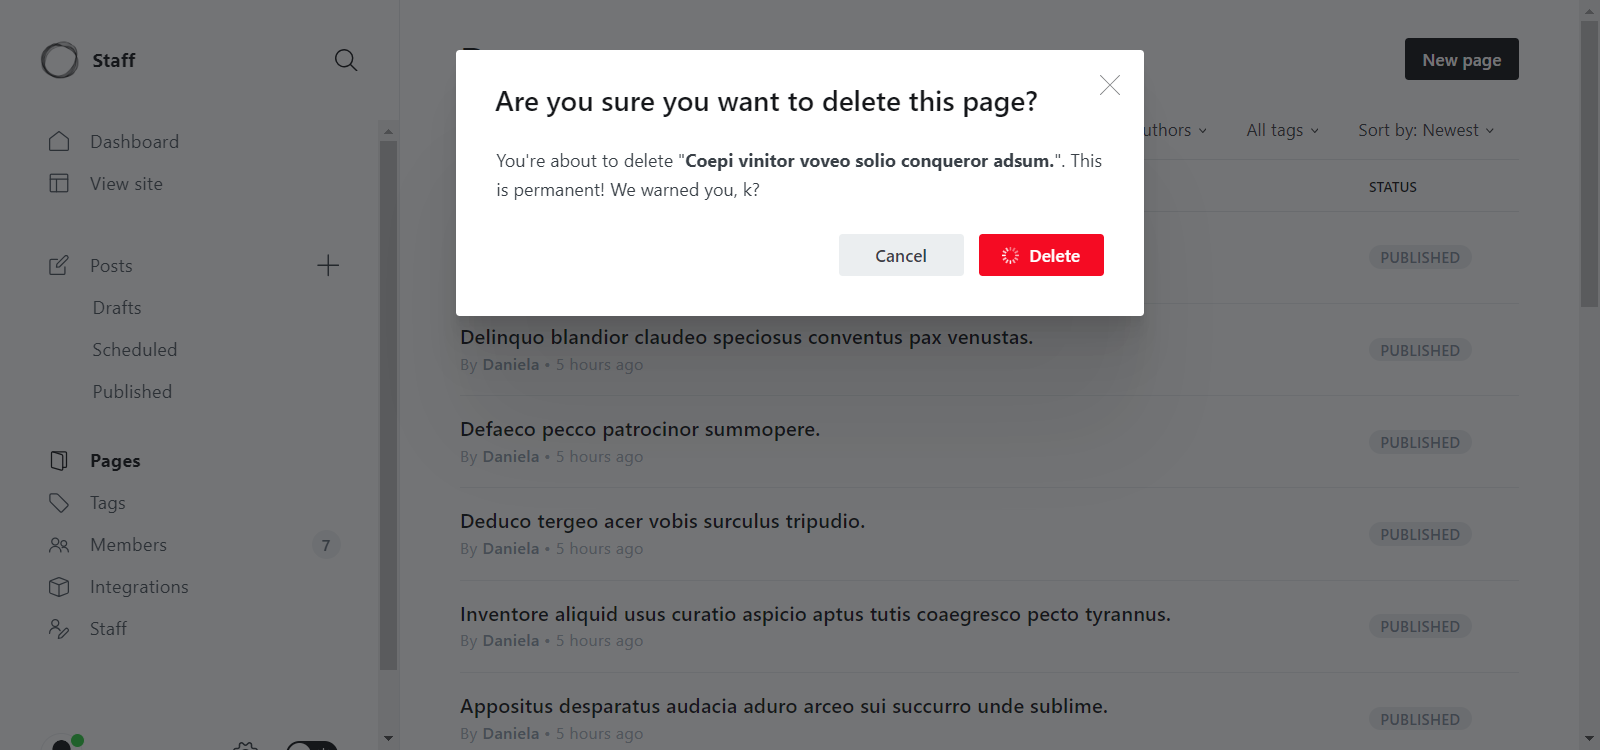 Staff
Dashboard
View site
Posts
Drafts
Scheduled
Published
Pages
Tags
Members
7
Integrations
Staff
New page
All tags
Sort by: Newest
STATUS
Are you sure you want to delete this page?
You're about to delete "Coepi vinitor voveo solio conqueror adsum.". This
is permanent! We warned you, k?
Cancel
Delete
PUBLISHED
Delinquo blandior claudeo speciosus conventus pax venustas.
By Daniela • 5 hours ago
PUBLISHED
Defaeco pecco patrocinor summopere.
By Daniela • 5 hours ago
PUBLISHED
Deduco tergeo acer vobis surculus tripudio.
By Daniela • 5 hours ago
PUBLISHED
Inventore aliquid usus curatio aspicio aptus tutis coaegresco pecto tyrannus.
By Daniela • 5 hours ago
PUBLISHED
Appositus desparatus audacia aduro arceo sui succurro unde sublime.
By Daniela • 5 hours ago
PUBLISHED